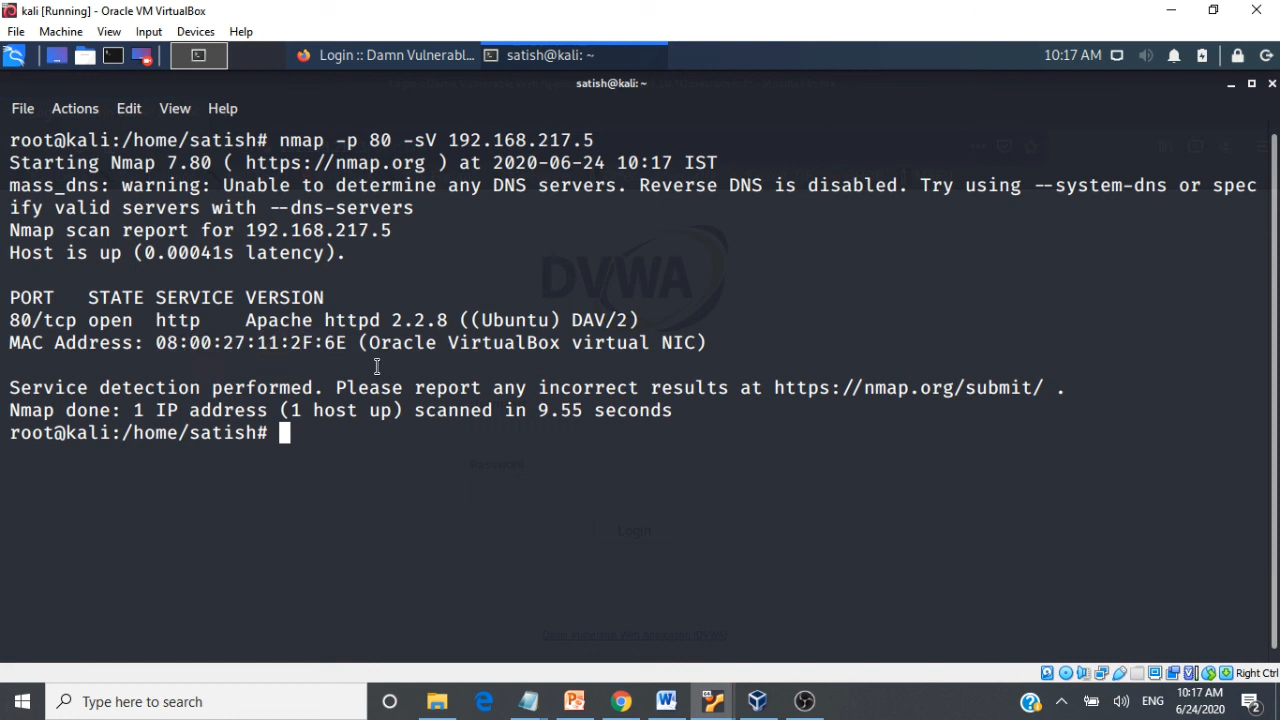 kali [Running] - Oracle VM VirtualBox
File Machine View Input Devices Help
Login :: Damn Vulnerabl... satish@kali: ~ 10:17 AM
satish@kali: ~
File Actions Edit View Help
root@kali:/home/satish# nmap -p 80 -sV 192.168.217.5
Starting Nmap 7.80 ( https://nmap.org ) at 2020-06-24 10:17 IST
mass_dns: warning: Unable to determine any DNS servers. Reverse DNS is disabled. Try using --system-dns or spec
ify valid servers with --dns-servers
Nmap scan report for 192.168.217.5
Host is up (0.00041s latency).
DVWA
PORT STATE SERVICE VERSION
80/tcp open http Apache httpd 2.2.8 ((Ubuntu) DAV/2)
MAC Address: 08:00:27:11:2F:6E (Oracle VirtualBox virtual NIC)
Service detection performed. Please report any incorrect results at https://nmap.org/submit/ .
Nmap done: 1 IP address (1 host up) scanned in 9.55 seconds
root@kali:/home/satish#
Password
Login
Right Ctrl
Type here to search
ENG
10:17 AM
6/24/2020
2